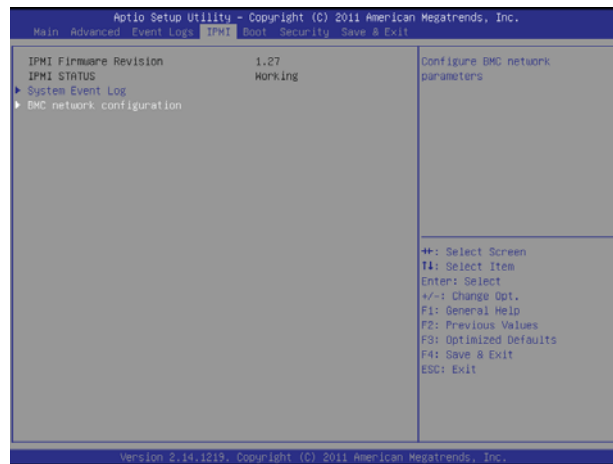 Aptio Setup Utility – Copyright (C) 2011 American Megatrends, Inc.
Main Advanced Event Logs IPMI Boot Security Save & Exit
IPMI Firmware Revision 1.27
IPMI STATUS Working
System Event Log
BMC network configuration
Configure BMC network
parameters
↔: Select Screen
↑↓: Select Item
Enter: Select
+/-: Change Opt.
F1: General Help
F2: Previous Values
F3: Optimized Defaults
F4: Save & Exit
ESC: Exit
Version 2.14.1219. Copyright (C) 2011 American Megatrends, Inc.